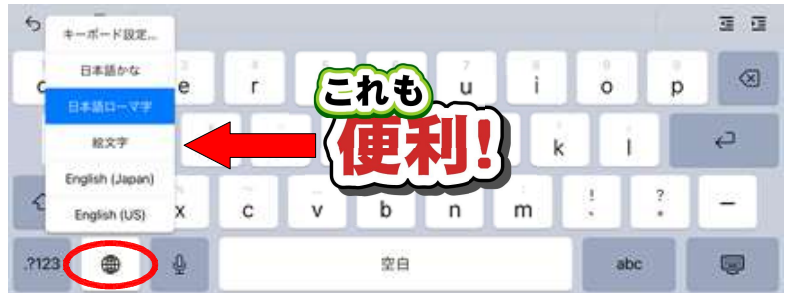 キーボード設定...
日本語かな
日本語ローマ字
絵文字
English (Japan)
English (US)
これも
便利!
e r u i o p
k l
x c v b n m ! 、 ? 。 ー
.?123 空白 abc